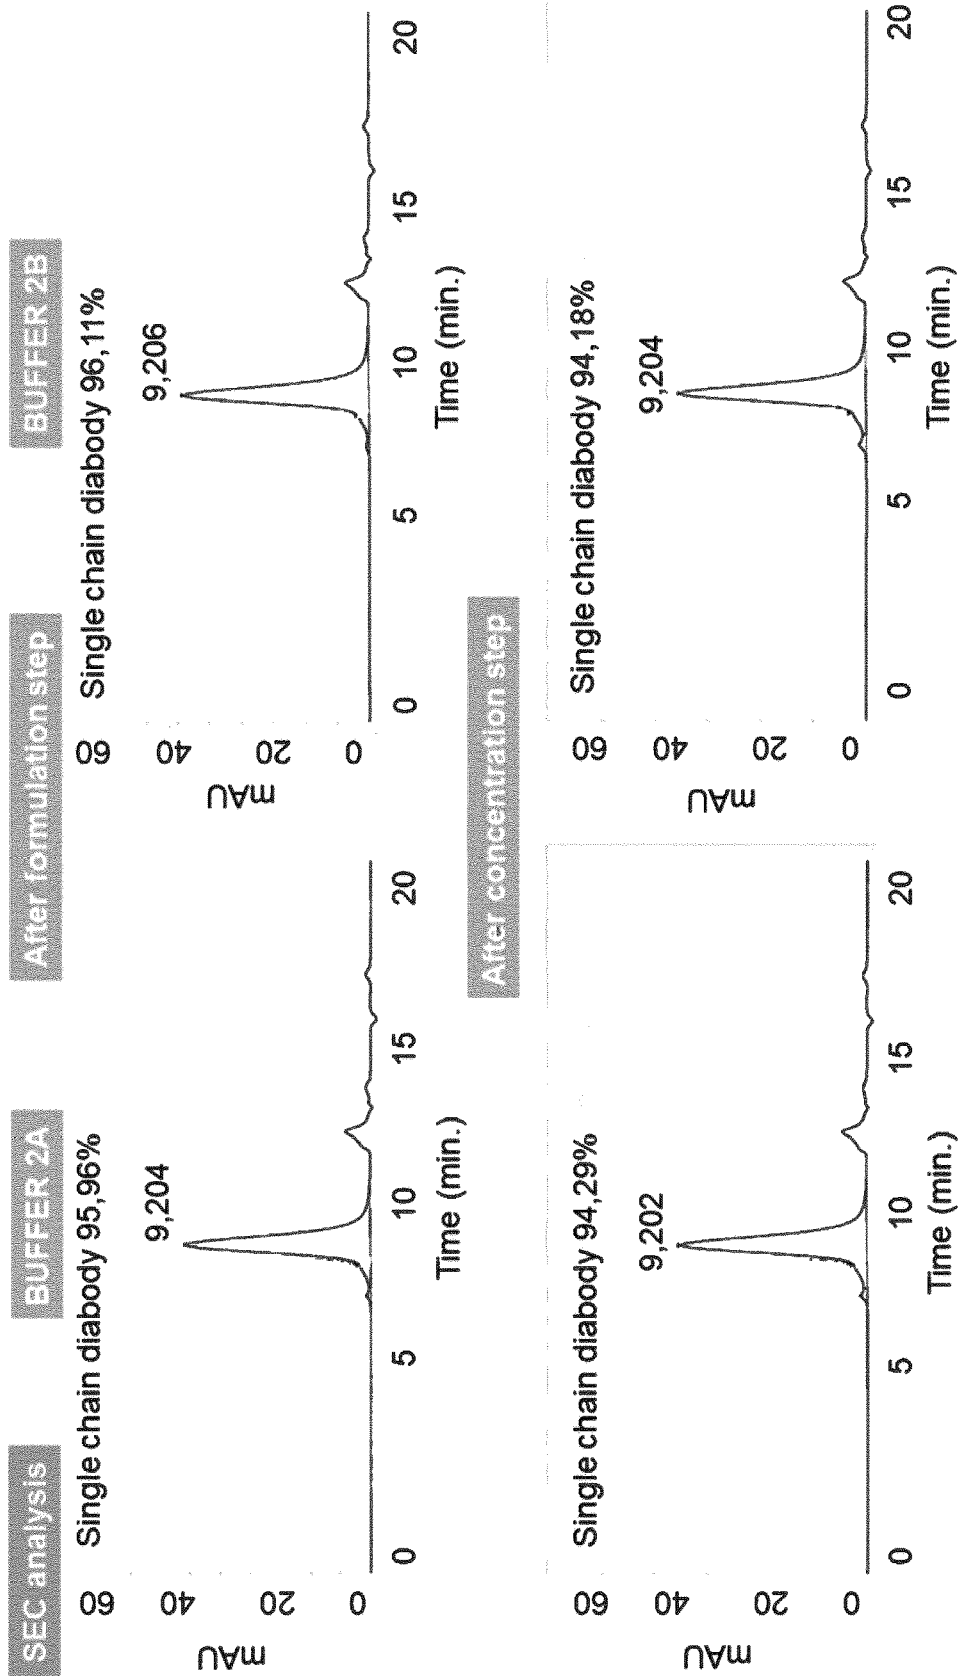 SEC analysis
BUFFER 2A
After formulation step
BUFFER 2B
Single chain diabody 95,96%
9,204
60
40
20
0
mAU
0
5
10
15
20
Time (min.)
Single chain diabody 96,11%
9,206
60
40
20
0
mAU
0
5
10
15
20
Time (min.)
After concentration step
Single chain diabody 94,29%
9,202
60
40
20
0
mAU
0
5
10
15
20
Time (min.)
Single chain diabody 94,18%
9,204
60
40
20
0
mAU
0
5
10
15
20
Time (min.)